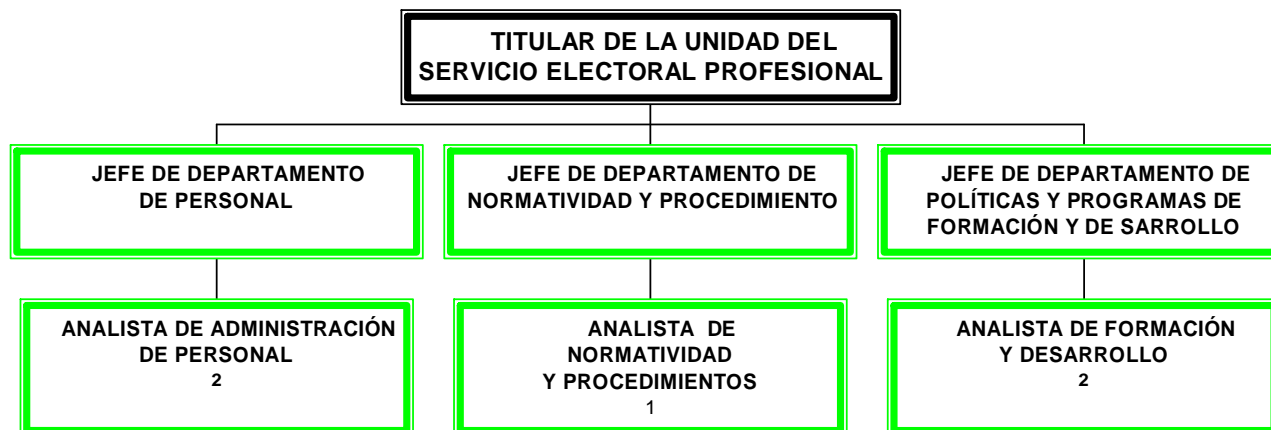 TITULAR DE LA UNIDAD DEL
SERVICIO ELECTORAL PROFESIONAL
JEFE DE DEPARTAMENTO
DE PERSONAL
JEFE DE DEPARTAMENTO DE
NORMATIVIDAD Y PROCEDIMIENTO
JEFE DE DEPARTAMENTO DE
POLÍTICAS Y PROGRAMAS DE
FORMACIÓN Y DE SARROLLO
ANALISTA DE ADMINISTRACIÓN
DE PERSONAL
2
ANALISTA DE
NORMATIVIDAD
Y PROCEDIMIENTOS
1
ANALISTA DE FORMACIÓN
Y DESARROLLO
2